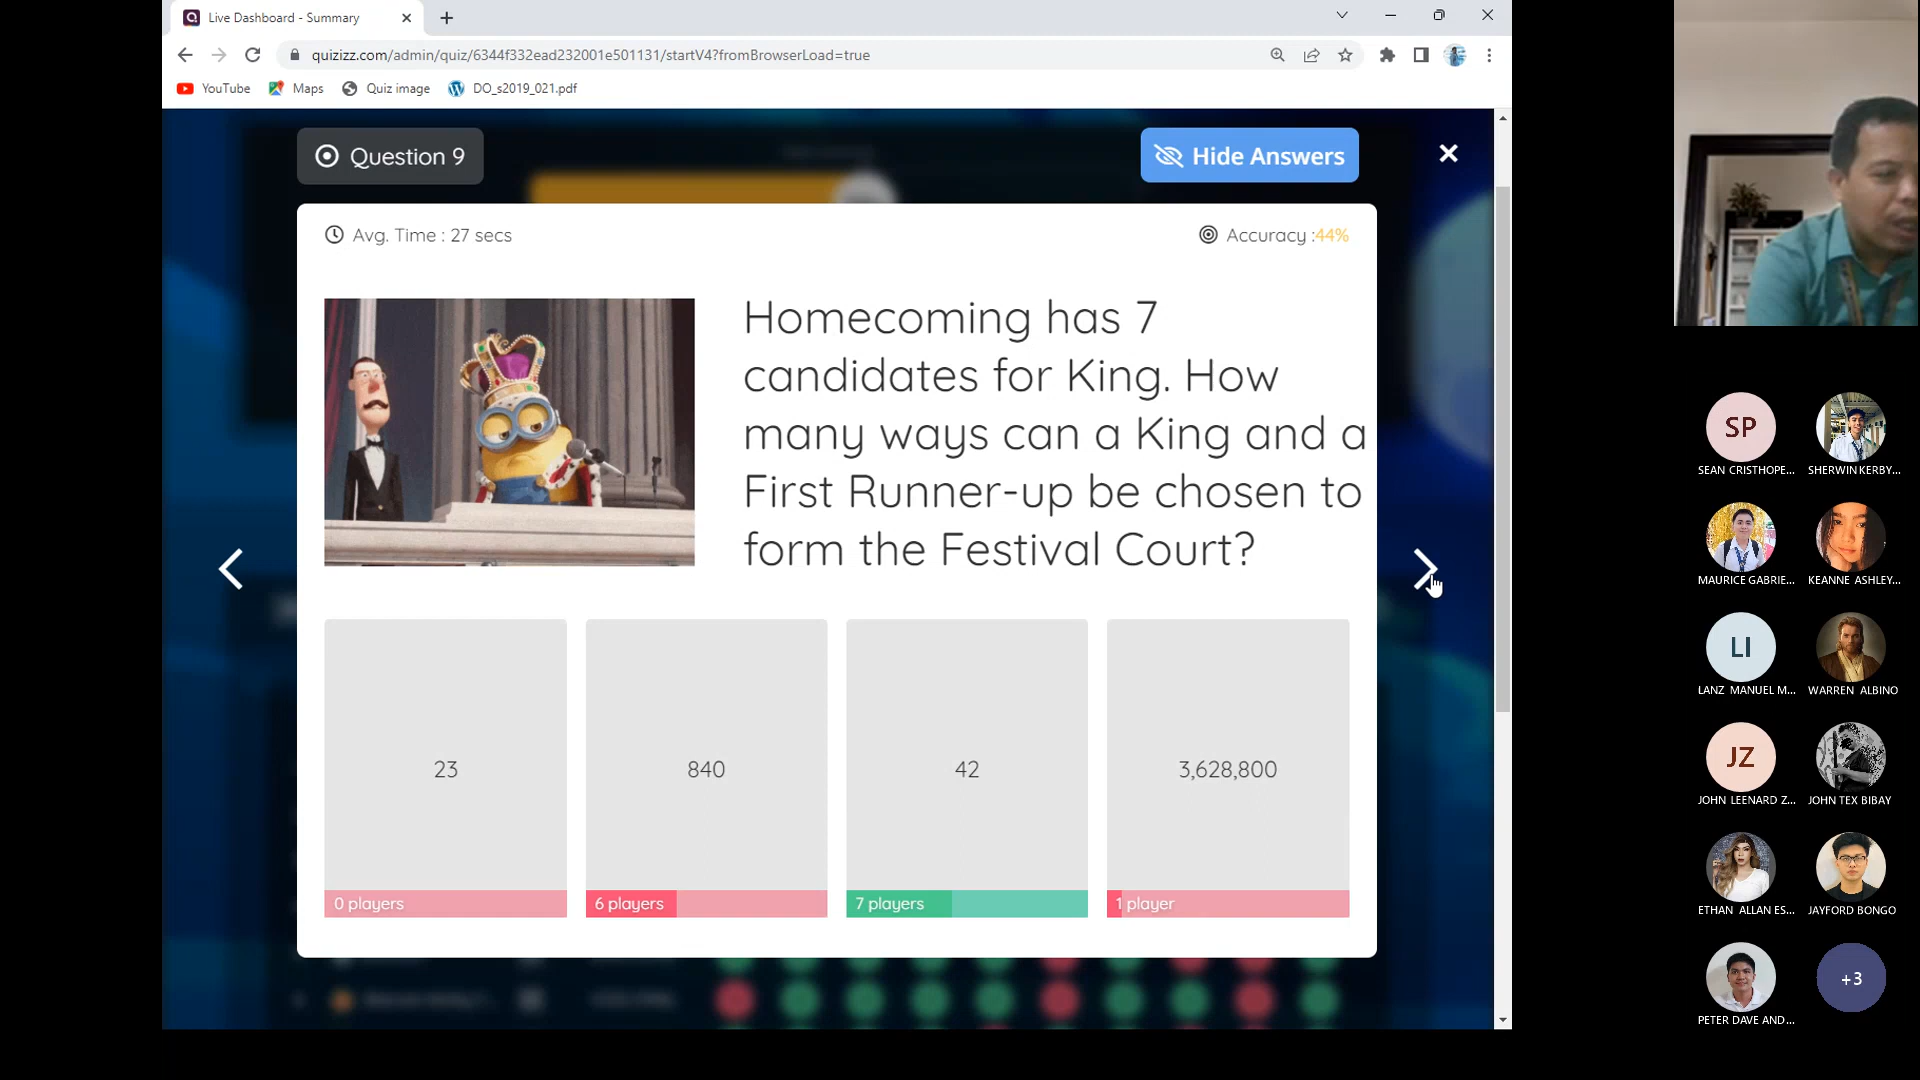 Live Dashboard - Summary
quizizz.com/admin/quiz/6344f332ead232001e501131/startV4?fromBrowserLoad=true
YouTube
Maps
Quiz image
DO_s2019_021.pdf
Question 9
Hide Answers
Avg. Time : 27 secs
Accuracy :44%
Homecoming has 7
candidates for King. How
many ways can a King and a
First Runner-up be chosen to
form the Festival Court?
23
840
42
3,628,800
0 players
6 players
7 players
1 player
SP
SEAN CRISTHOPE...
SHERWIN KERBY...
MAURICE GABRIE...
KEANNE ASHLEY...
LI
LANZ MANUEL M...
WARREN ALBINO
JZ
JOHN LEENARD Z...
JOHN TEX BIBAY
ETHAN ALLAN ES...
JAYFORD BONGO
PETER DAVE AND...
+3